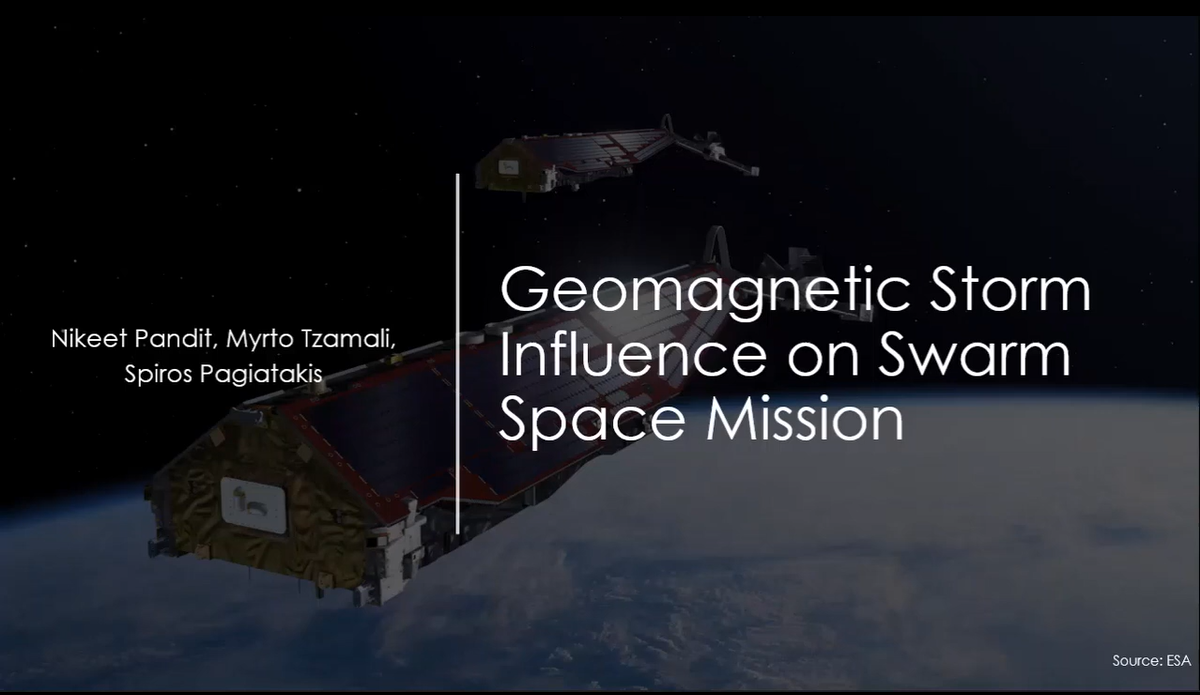 Nikeet Pandit, Myrto Tzamali,
Spiros Pagiatakis
Geomagnetic Storm
Influence on Swarm
Space Mission
Source: ESA